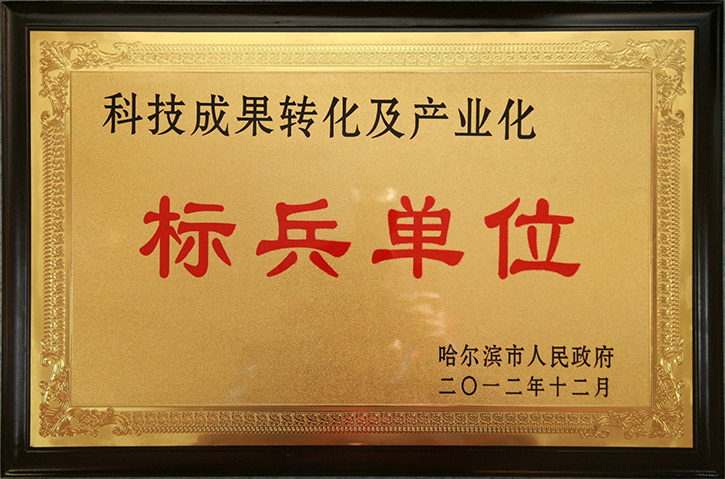 科技成果转化及产业化
标兵单位
哈尔滨市人民政府
二〇一二年十二月